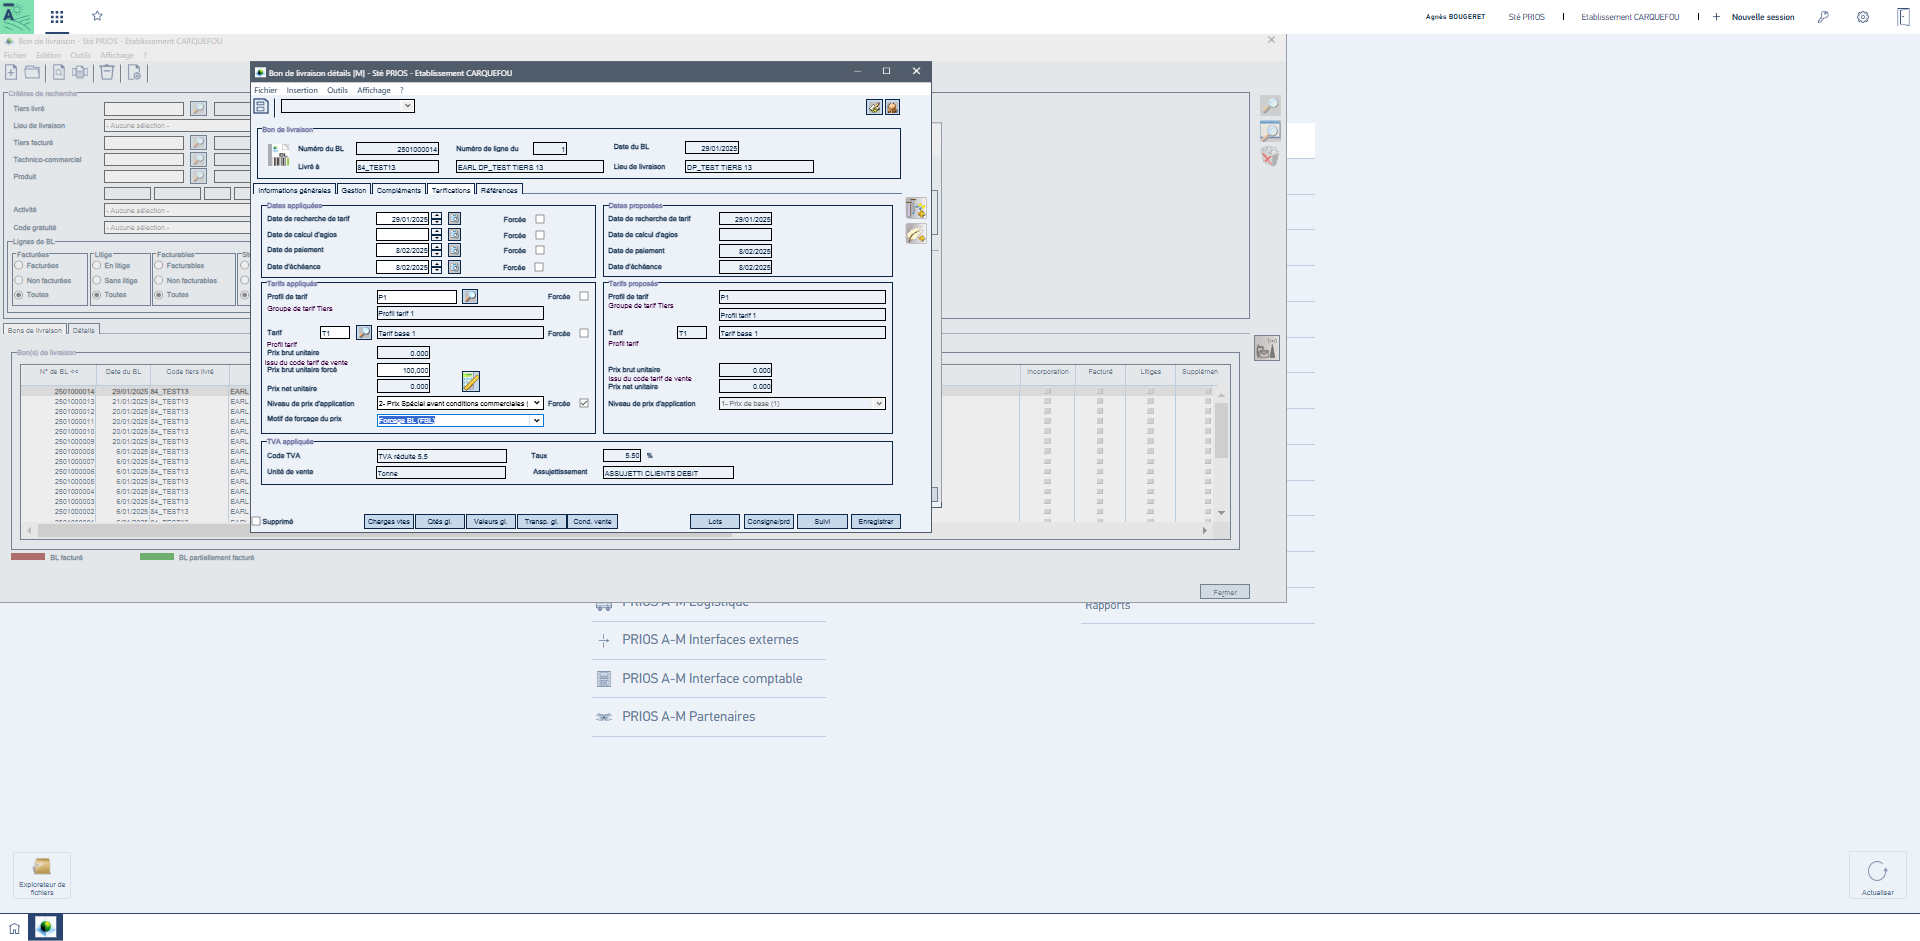 Agnès BOUGERET
Sté PRIOS
Etablissement CARQUEFOU
Nouvelle session
Bon de livraison - Sté PRIOS - Etablissement CARQUEFOU
Fichier Edition Outils Affichage ?
Critères de recherche
Tiers livré
Lieu de livraison - Aucune sélection -
Tiers facturé
Technico-commercial
Produit
Activité - Aucune sélection -
Code gratuité - Aucune sélection -
Lignes de BL
Facturées Litige Facturables
Facturées En litige Facturables
Non facturées Sans litige Non facturables
Toutes Toutes Toutes
Bons de livraison Détails
Bon(s) de livraison
N° de BL << Date du BL Code tiers livré
2501000014 29/01/2025 84_TEST13 EARL
2501000013 21/01/2025 84_TEST13 EARL
2501000012 20/01/2025 84_TEST13 EARL
2501000011 20/01/2025 84_TEST13 EARL
2501000010 20/01/2025 84_TEST13 EARL
2501000009 20/01/2025 84_TEST13 EARL
2501000008 6/01/2025 84_TEST13 EARL
2501000007 6/01/2025 84_TEST13 EARL
2501000006 6/01/2025 84_TEST13 EARL
2501000005 6/01/2025 84_TEST13 EARL
2501000004 6/01/2025 84_TEST13 EARL
2501000003 6/01/2025 84_TEST13 EARL
2501000002 6/01/2025 84_TEST13 EARL
Incorporation Facturé Litiges Supplémen
BL facturé BL partiellement facturé
Fermer
Bon de livraison détails [M] - Sté PRIOS - Etablissement CARQUEFOU
Fichier Insertion Outils Affichage ?
Bon de livraison
Numéro du BL 2501000014 Numéro de ligne du 1 Date du BL 29/01/2025
Livré à 84_TEST13 EARL DP_TEST TIERS 13 Lieu de livraison DP_TEST TIERS 13
Informations générales Gestion Compléments Tarifications Références
Dates appliquées
Date de recherche de tarif 29/01/2025 Forcée
Date de calcul d'agios Forcée
Date de paiement 8/02/2025 Forcée
Date d'échéance 8/02/2025 Forcée
Dates proposées
Date de recherche de tarif 29/01/2025
Date de calcul d'agios
Date de paiement 8/02/2025
Date d'échéance 8/02/2025
Tarifs appliqués
Profil de tarif P1 Forcée
Groupe de tarif Tiers
Profil tarif 1
Tarif T1 Tarif base 1 Forcée
Profil tarif
Prix brut unitaire 0.000
Issu du code tarif de vente
Prix brut unitaire forcé 100,000
Prix net unitaire 0.000
Niveau de prix d'application 2- Prix Spécial avant conditions commerciales ( Forcée
Motif de forçage du prix Forçage BL (FBL)
Tarifs proposés
Profil de tarif P1
Groupe de tarif Tiers
Profil tarif 1
Tarif T1 Tarif base 1
Profil tarif
Prix brut unitaire 0.000
Issu du code tarif de vente
Prix net unitaire 0.000
Niveau de prix d'application 1- Prix de base (1)
TVA appliquée
Code TVA TVA réduite 5.5 Taux 5.50 %
Unité de vente Tonne Assujettissement ASSUJETTI CLIENTS DEBIT
Supprimé Charges vtes Qtés gl. Valeurs gl. Transp. gl. Cond. vente Lots Consigne/prd Suivi Enregistrer
PRIOS A-M Logistique
PRIOS A-M Interfaces externes
PRIOS A-M Interface comptable
PRIOS A-M Partenaires
Rapports
Explorateur de
fichiers
Actualiser